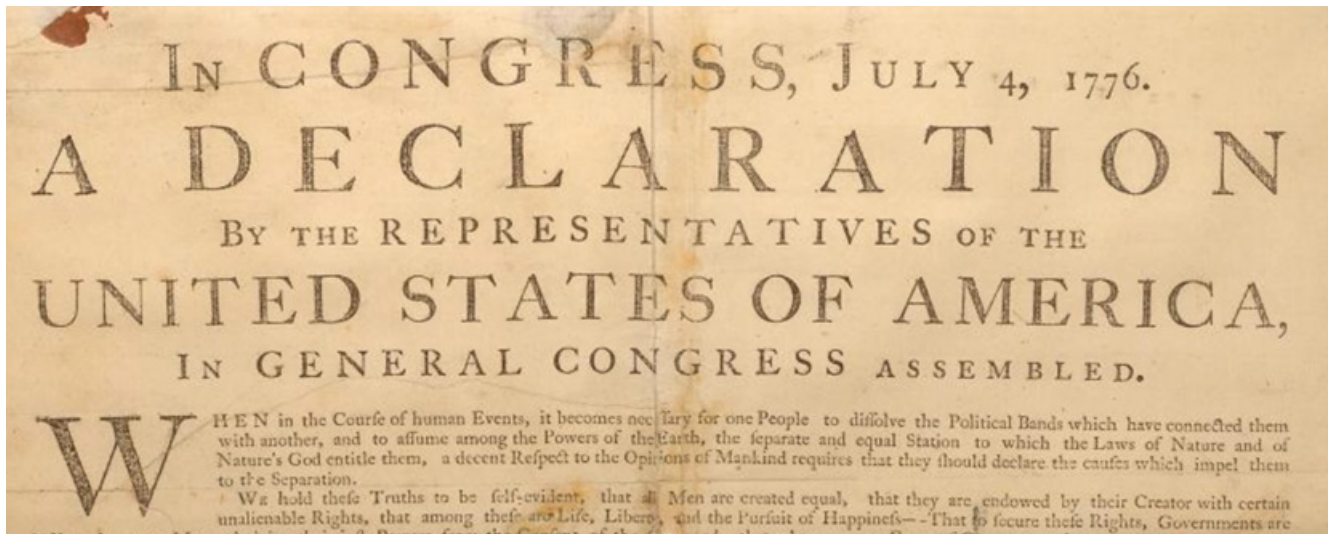 In CONGRESS, July 4, 1776.
A DECLARATION
By the REPRESENTATIVES of the
UNITED STATES OF AMERICA,
In GENERAL CONGRESS assembled.
WHEN in the Courſe of human Events, it becomes neceſſary for one People to diſſolve the Political Bands which have connected them
with another, and to aſſume among the Powers of the Earth, the ſeparate and equal Station to which the Laws of Nature and of
Nature's God entitle them, a decent Reſpect to the Opinions of Mankind requires that they ſhould declare the cauſes which impel them
to the Separation.
We hold theſe Truths to be ſelf-evident, that all Men are created equal, that they are endowed by their Creator with certain
unalienable Rights, that among theſe are Life, Liberty, and the Purſuit of Happineſs--That to ſecure theſe Rights, Governments are